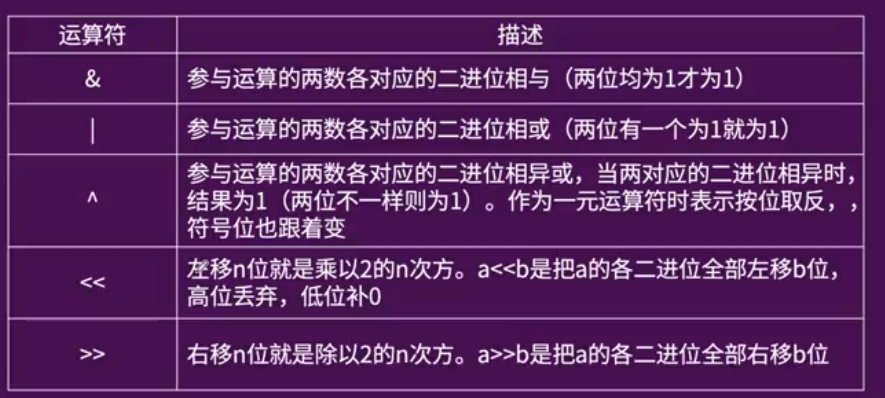 运算符 描述
& 参与运算的两数各对应的二进位相与（两位均为1才为1）
| 参与运算的两数各对应的二进位相或（两位有一个为1就为1）
参与运算的两数各对应的二进位相异或，当两对应的二进位相异时，
^ 结果为1（两位不一样则为1）。作为一元运算符时表示按位取反，，
符号位也跟着变
<< 左移n位就是乘以2的n次方。a<<b是把a的各二进位全部左移b位，
高位丢弃，低位补0
>> 右移n位就是除以2的n次方。a>>b是把a的各二进位全部右移b位